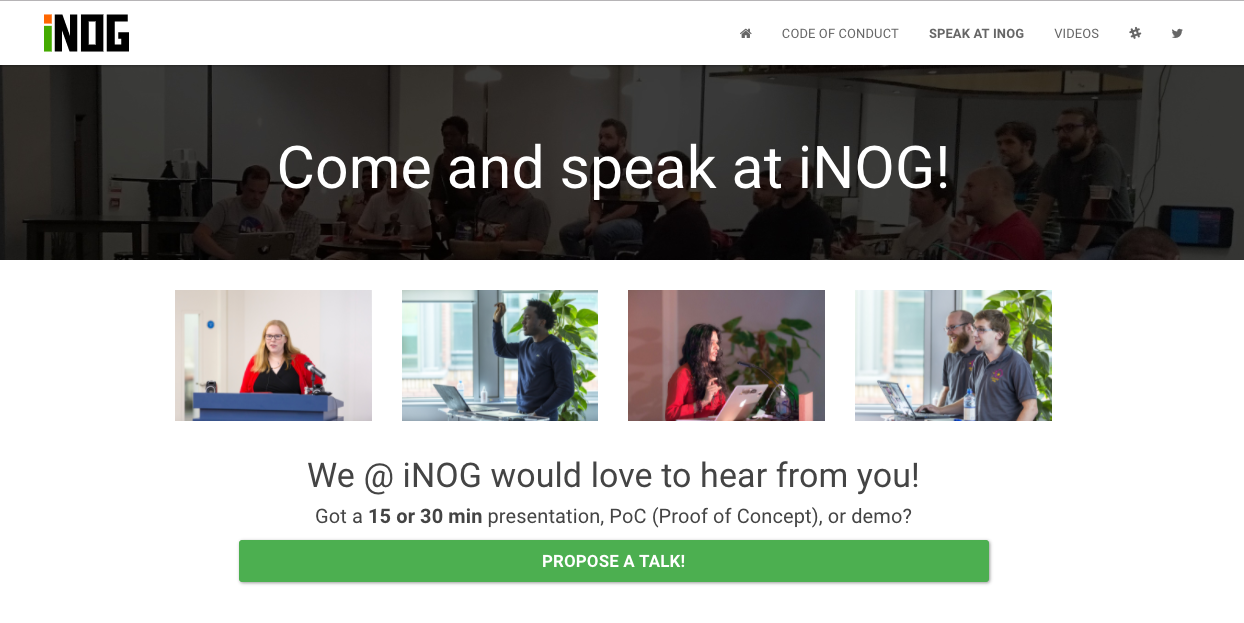 iNOG
CODE OF CONDUCT
SPEAK AT INOG
VIDEOS
Come and speak at iNOG!
We @ iNOG would love to hear from you!
Got a 15 or 30 min presentation, PoC (Proof of Concept), or demo?
PROPOSE A TALK!